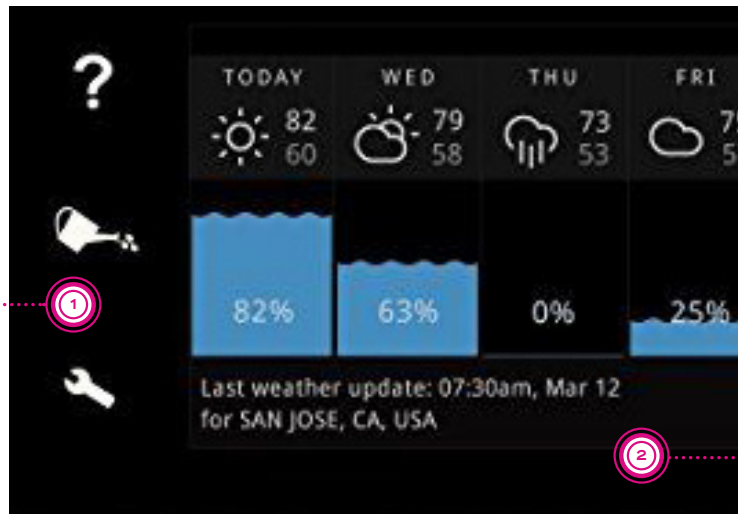 ?
TODAY WED THU FRI
82 79 73
60 58 53
1
82% 63% 0% 25%
Last weather update: 07:30am, Mar 12
for SAN JOSE, CA, USA
2